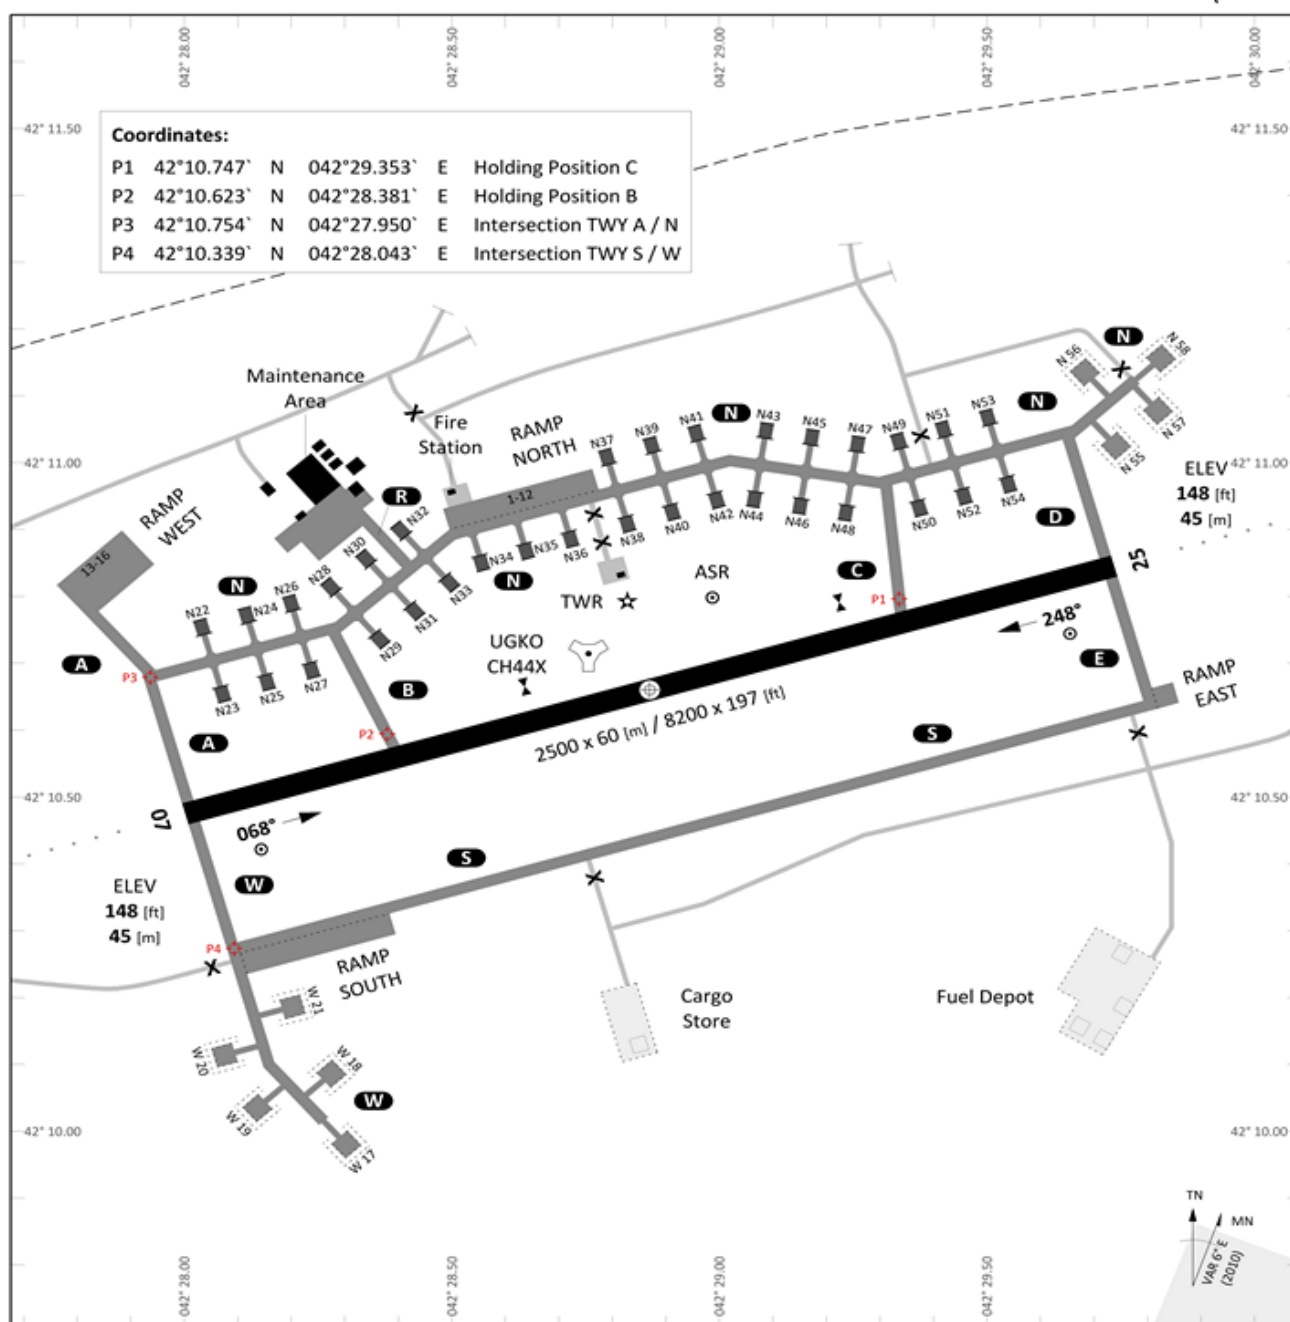 042° 28.00
042° 28.50
042° 29.00
042° 29.50
042° 30.00
42° 11.50
42° 11.50
Coordinates:
P1 42°10.747` N 042°29.353` E Holding Position C
P2 42°10.623` N 042°28.381` E Holding Position B
P3 42°10.754` N 042°27.950` E Intersection TWY A / N
P4 42°10.339` N 042°28.043` E Intersection TWY S / W
Maintenance
Area
Fire
Station
RAMP
NORTH
1-12
RAMP
WEST
13-16
42° 11.00
42° 11.00
N
N 56
N 58
N 57
N 55
N
N
N37
N39
N41
N43
N45
N47
N49
N51
N53
N38
N40
N42
N44
N46
N48
N50
N52
N54
R
N32
N30
N28
N26
N24
N22
N
N34
N35
N36
N
N33
N31
N29
N27
N25
N23
ELEV
148 [ft]
45 [m]
D
25
C
P1
ASR
TWR
UGKO
CH44X
248°
E
RAMP
EAST
A
P3
B
A
P2
2500 x 60 [m] / 8200 x 197 [ft]
S
42° 10.50
42° 10.50
07
068°
S
W
ELEV
148 [ft]
45 [m]
P4
RAMP
SOUTH
W 21
W 20
W 18
W 19
W 17
W
Cargo
Store
Fuel Depot
42° 10.00
42° 10.00
TN
MN
VAR 6° E
(2010)
042° 28.00
042° 28.50
042° 29.00
042° 29.50
042° 30.00